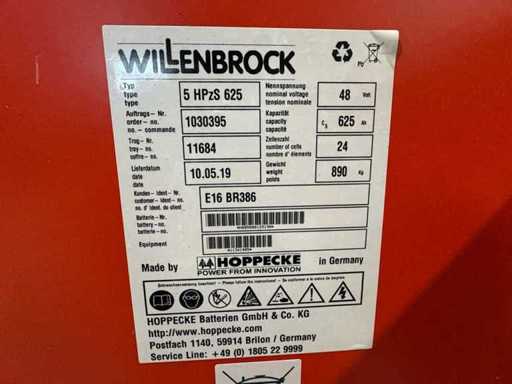 WILLENBROCK
Pb
Typ
type
type
5 HPzS 625
Nennspannung
nominal voltage
tension nominale
48 Volt
Auftrags- Nr.
order - no.
no. - commande
1030395
Kapazität
capacity
capacité
C5 625 Ah
Trog - Nr.
tray - no.
coffre - no.
11684
Zellenzahl
number of cells
nombre d' élements
24
Lieferdatum
date
date
10.05.19
Gewicht
weight
poids
890 Kg
Kunden - Ident - Nr.
customer - Ident - no.
n° d' Ident. du client
E16 BR386
Batterie - Nr.
battery - no.
batterie - no.
Equipment
Made by HOPPECKE in Germany
POWER FROM INNOVATION
HOPPECKE Batterien GmbH & Co. KG
http://www.hoppecke.com
Postfach 1140, 59914 Brilon / Germany
Service Line: +49 (0) 1805 22 9999